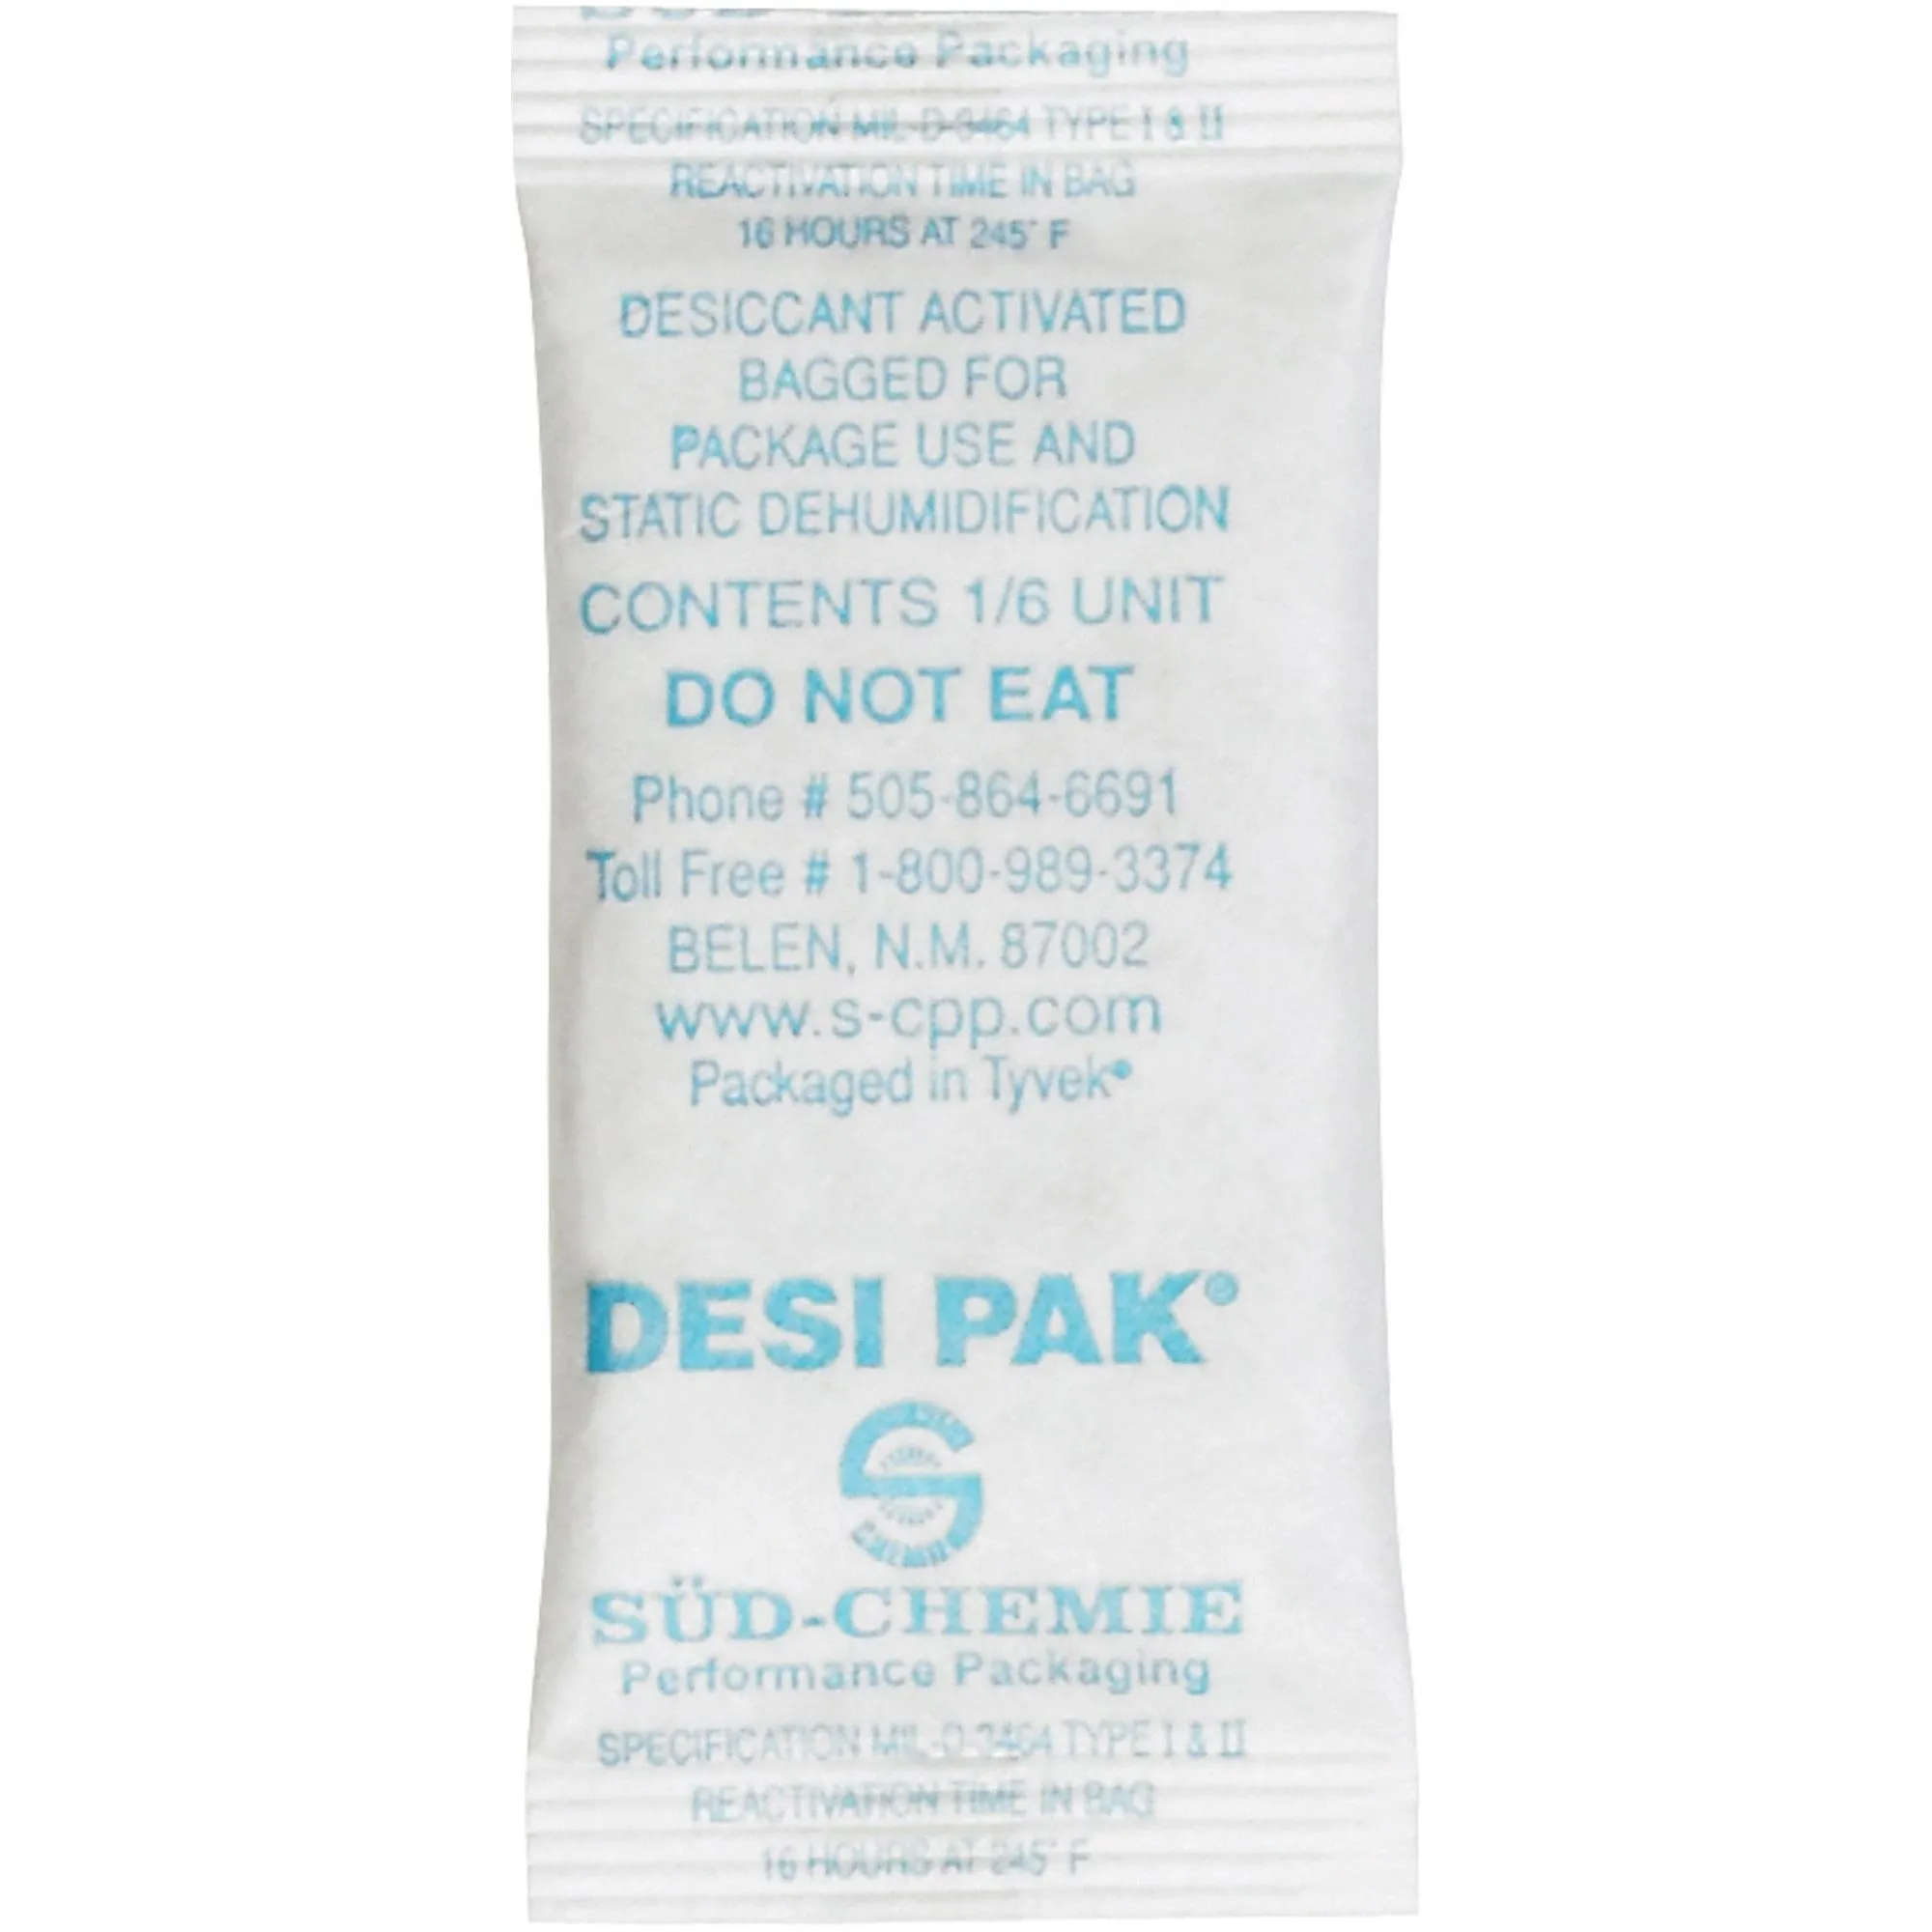 Performance Packaging
SPECIFICATION MIL-D-3464 TYPE I & II
REACTIVATION TIME IN BAG
16 HOURS AT 245° F
DESICCANT ACTIVATED
BAGGED FOR
PACKAGE USE AND
STATIC DEHUMIDIFICATION
CONTENTS 1/6 UNIT
DO NOT EAT
Phone # 505-864-6691
Toll Free # 1-800-989-3374
BELEN, N.M. 87002
www.s-cpp.com
Packaged in Tyvek®
DESI PAK®
CHEMIE
SÜD-CHEMIE
Performance Packaging
SPECIFICATION MIL-D-3464 TYPE I & II
REACTIVATION TIME IN BAG
16 HOURS AT 245° F